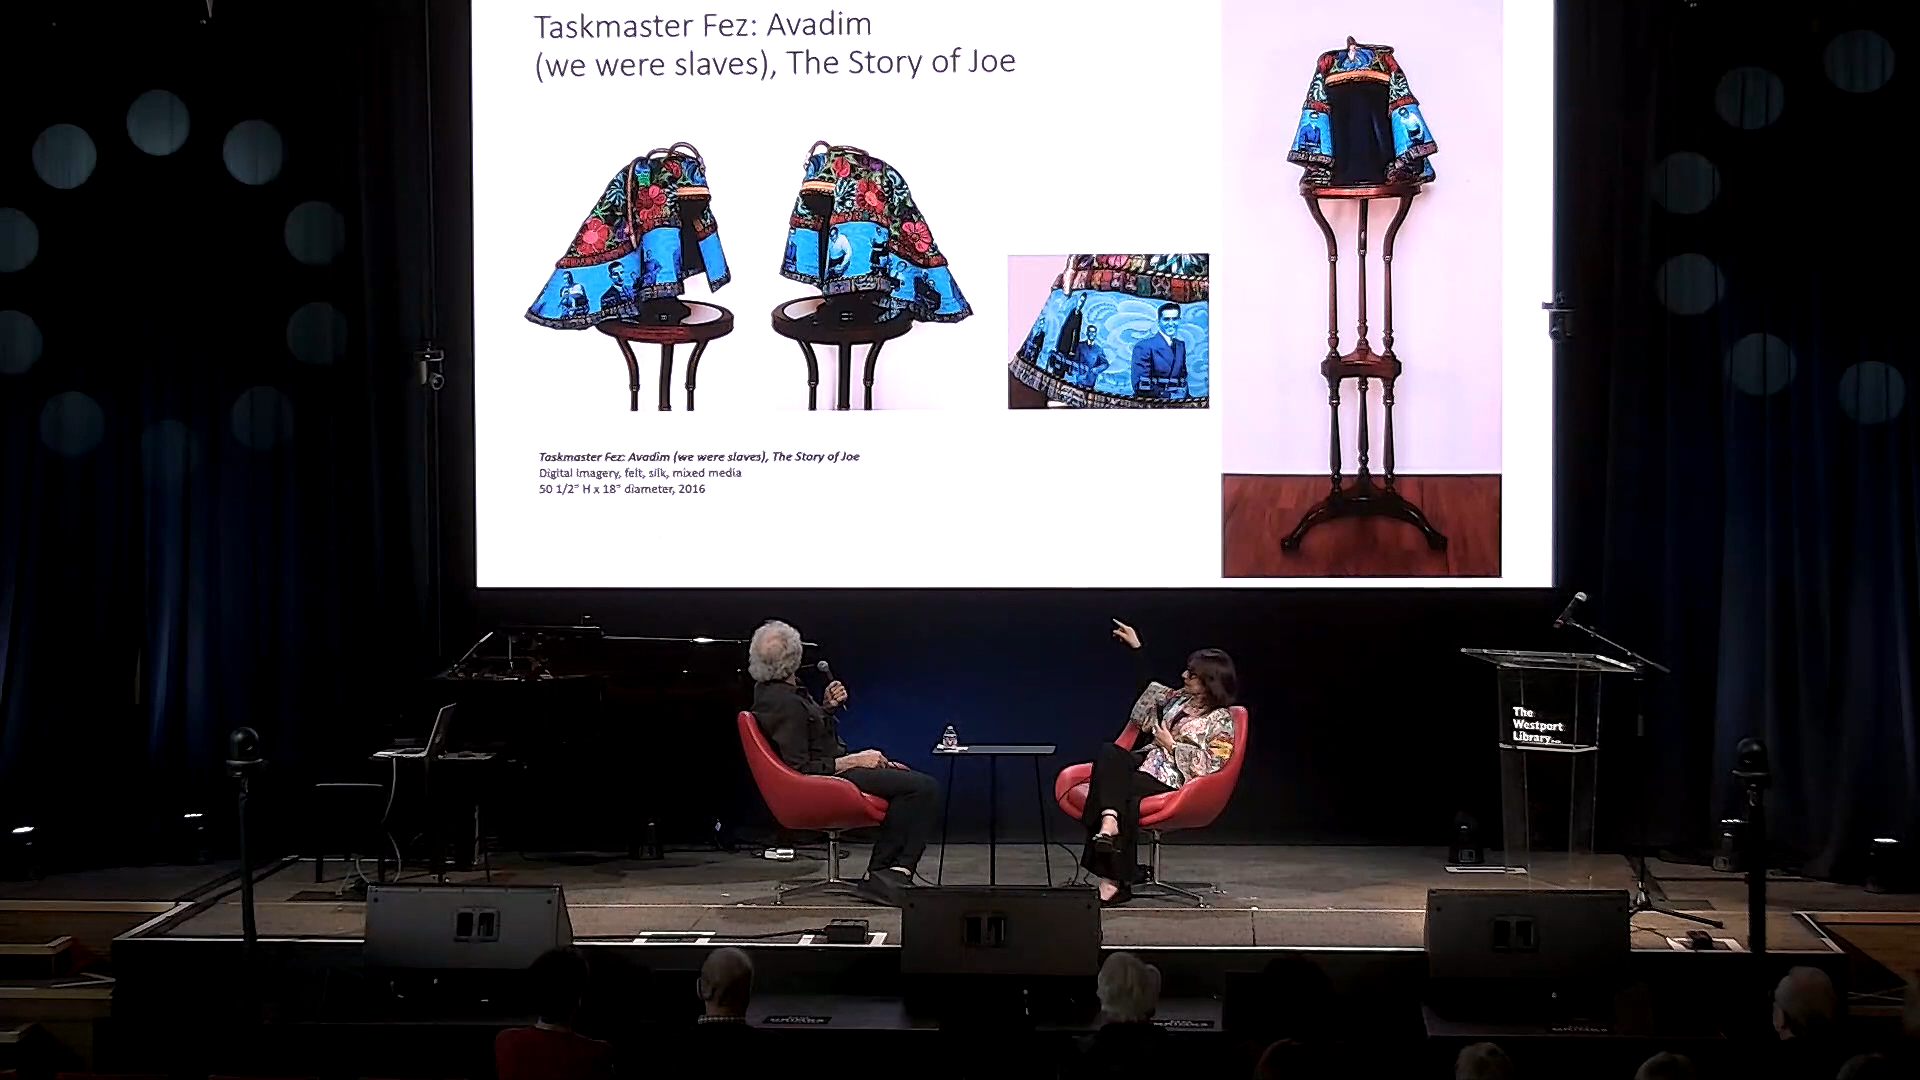 Taskmaster Fez: Avadim
(we were slaves), The Story of Joe
Taskmaster Fez: Avadim (we were slaves), The Story of Joe
Digital imagery, felt, silk, mixed media
50 1/2" H x 18" diameter, 2016
The
Westport
Library